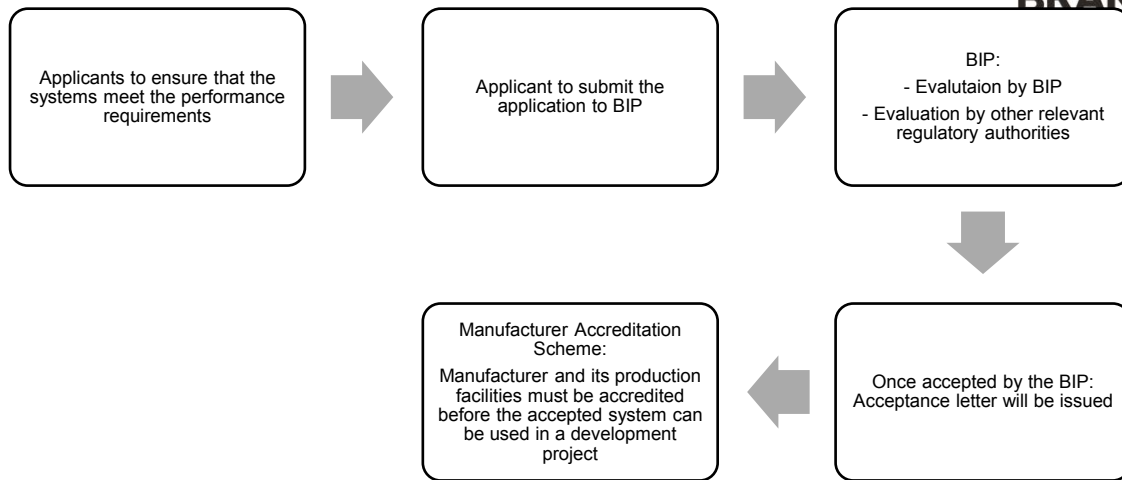 Applicants to ensure that the
systems meet the performance
requirements
Applicant to submit the
application to BIP
BIP:
- Evalutaion by BIP
- Evaluation by other relevant
regulatory authorities
Once accepted by the BIP:
Acceptance letter will be issued
Manufacturer Accreditation
Scheme:
Manufacturer and its production
facilities must be accredited
before the accepted system can
be used in a development
project